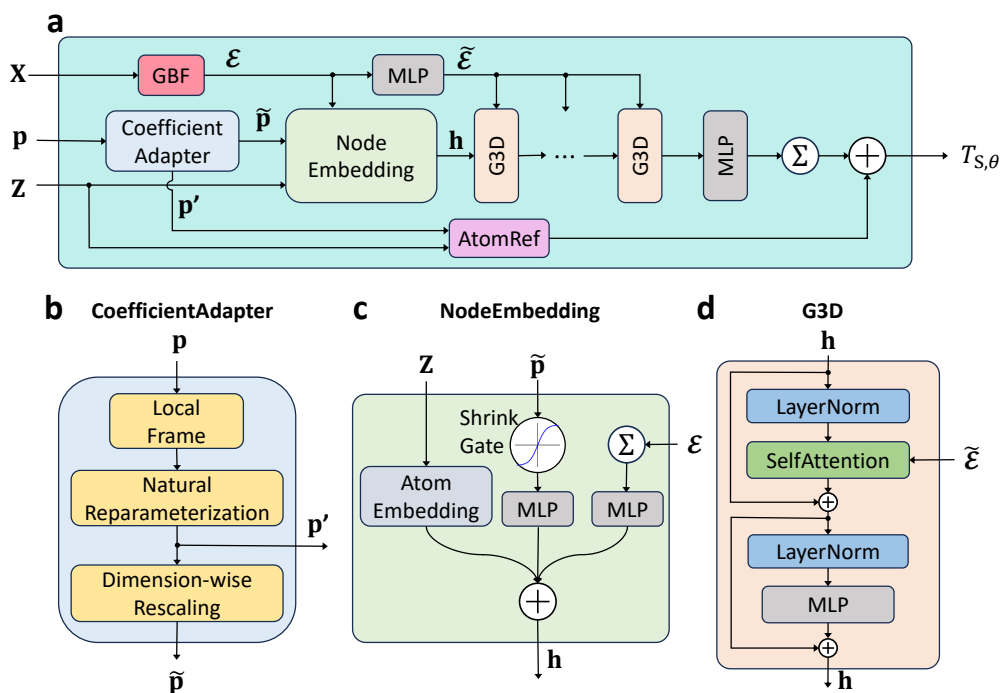 a
X
GBF
ℰ
MLP
ℰ̃
p
Coefficient
Adapter
p̃
Node
Embedding
h
G3D
...
G3D
MLP
Σ
+
T_{S,θ}
Z
p'
AtomRef
b
CoefficientAdapter
p
Local
Frame
Natural
Reparameterization
p'
Dimension-wise
Rescaling
p̃
c
NodeEmbedding
Z
p̃
Shrink
Gate
Σ
ℰ
Atom
Embedding
MLP
MLP
+
h
d
G3D
h
LayerNorm
SelfAttention
ℰ̃
+
LayerNorm
MLP
+
h